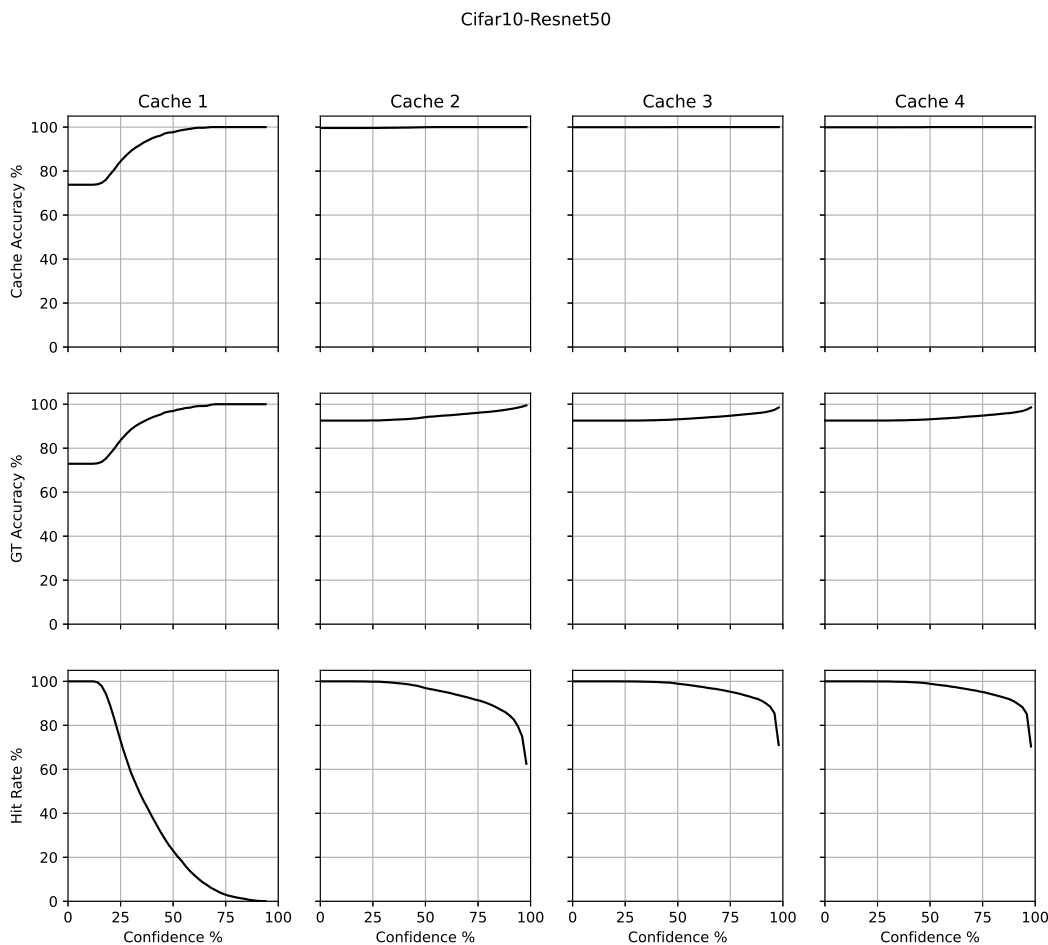 Cifar10-Resnet50
Cache 1 Cache 2 Cache 3 Cache 4
Cache Accuracy %
100
80
60
40
20
0
GT Accuracy %
100
80
60
40
20
0
Hit Rate %
100
80
60
40
20
0
0 25 50 75 100 0 25 50 75 100 0 25 50 75 100 0 25 50 75 100
Confidence % Confidence % Confidence % Confidence %